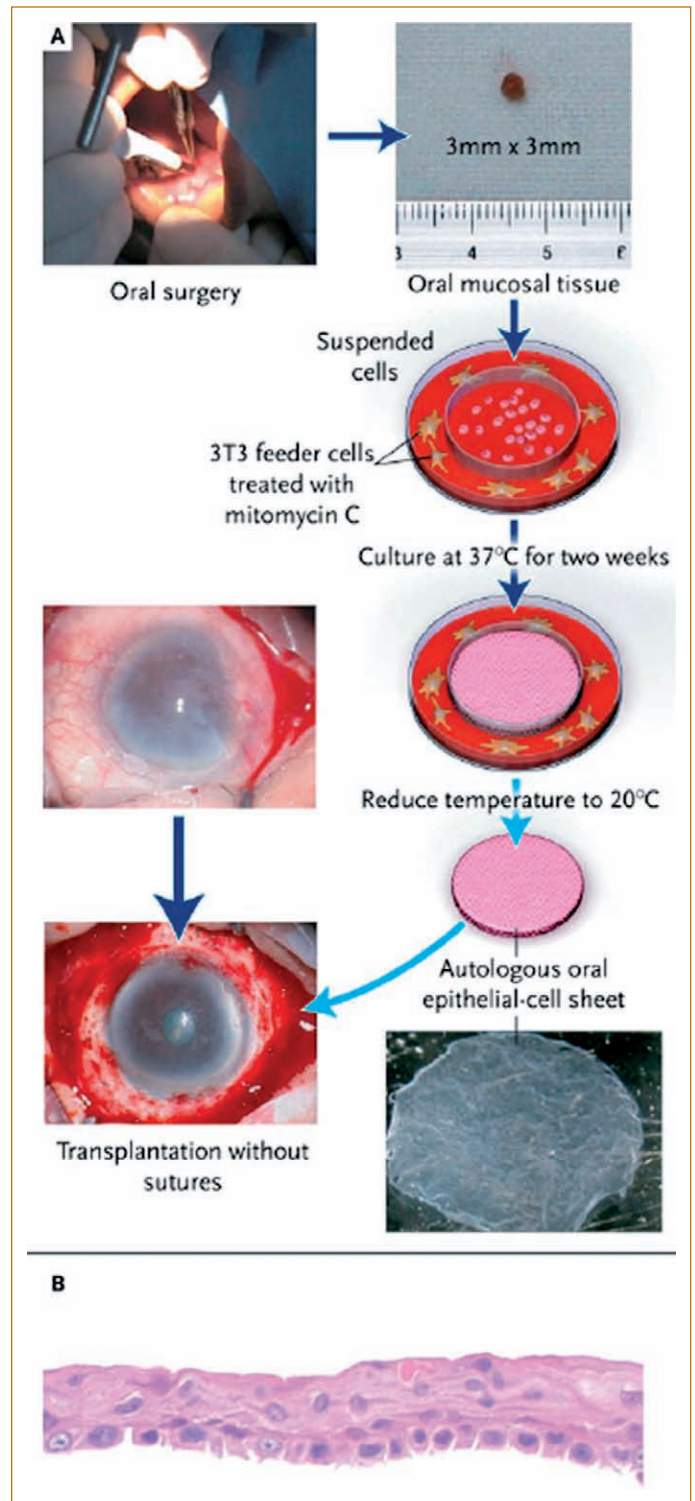 A
3mm x 3mm
3 4 5 6
Oral surgery
Oral mucosal tissue
Suspended
cells
3T3 feeder cells
treated with
mitomycin C
Culture at 37°C for two weeks
Reduce temperature to 20°C
Autologous oral
epithelial-cell sheet
Transplantation without
sutures
B